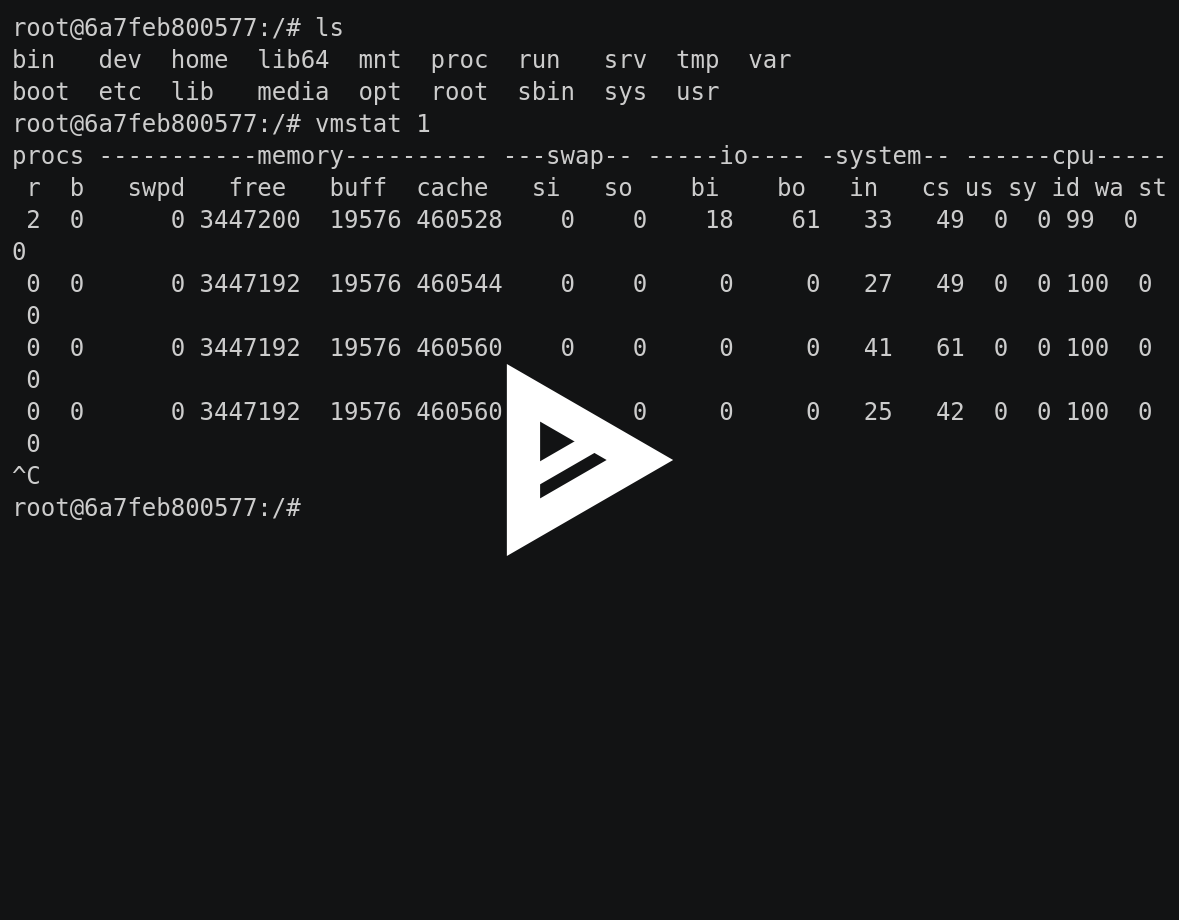 root@6a7feb800577:/# ls
bin   dev  home  lib64  mnt  proc  run   srv  tmp  var
boot  etc  lib   media  opt  root  sbin  sys  usr
root@6a7feb800577:/# vmstat 1
procs -----------memory---------- ---swap-- -----io---- -system-- ------cpu-----
 r  b   swpd   free   buff  cache   si   so    bi    bo   in   cs us sy id wa st
 2  0      0 3447200  19576 460528    0    0    18    61   33   49  0  0 99  0
0
 0  0      0 3447192  19576 460544    0    0     0     0   27   49  0  0 100  0
 0
 0  0      0 3447192  19576 460560    0    0     0     0   41   61  0  0 100  0
 0
 0  0      0 3447192  19576 460560         0     0     0   25   42  0  0 100  0
 0
^C
root@6a7feb800577:/#